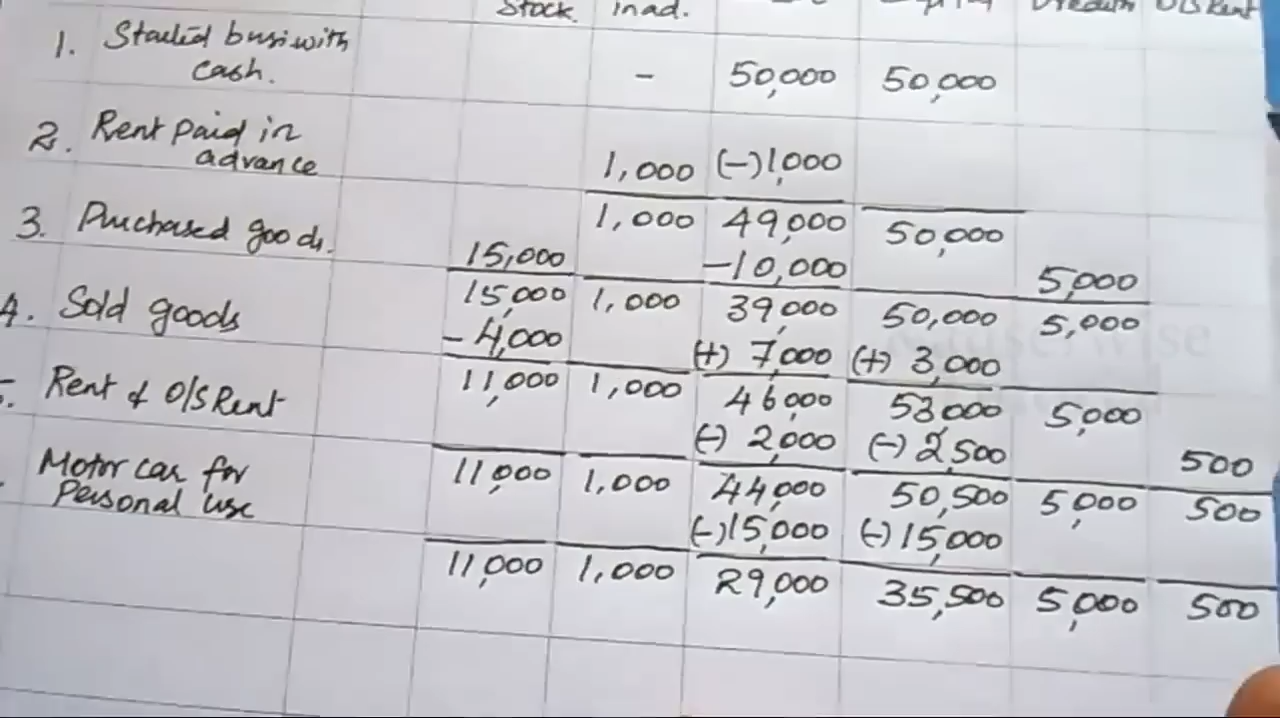 Stock. inad. O/S Rent
1. Started busi with
cash. - 50,000 50,000
2. Rent paid in
advance 1,000 (-)1,000
1,000 49,000 50,000
3. Purchased goods.
15,000 -10,000 5,000
15,000 1,000 39,000 50,000 5,000
4. Sold goods
-4,000 (+) 7,000 (+) 3,000
11,000 1,000 46,000 53,000 5,000
Rent & O/S Rent
(-) 2,000 (-) 2,500 500
11,000 1,000 44,000 50,500 5,000 500
Motor car for
Personal use (-)15,000 (-)15,000
11,000 1,000 29,000 35,500 5,000 500